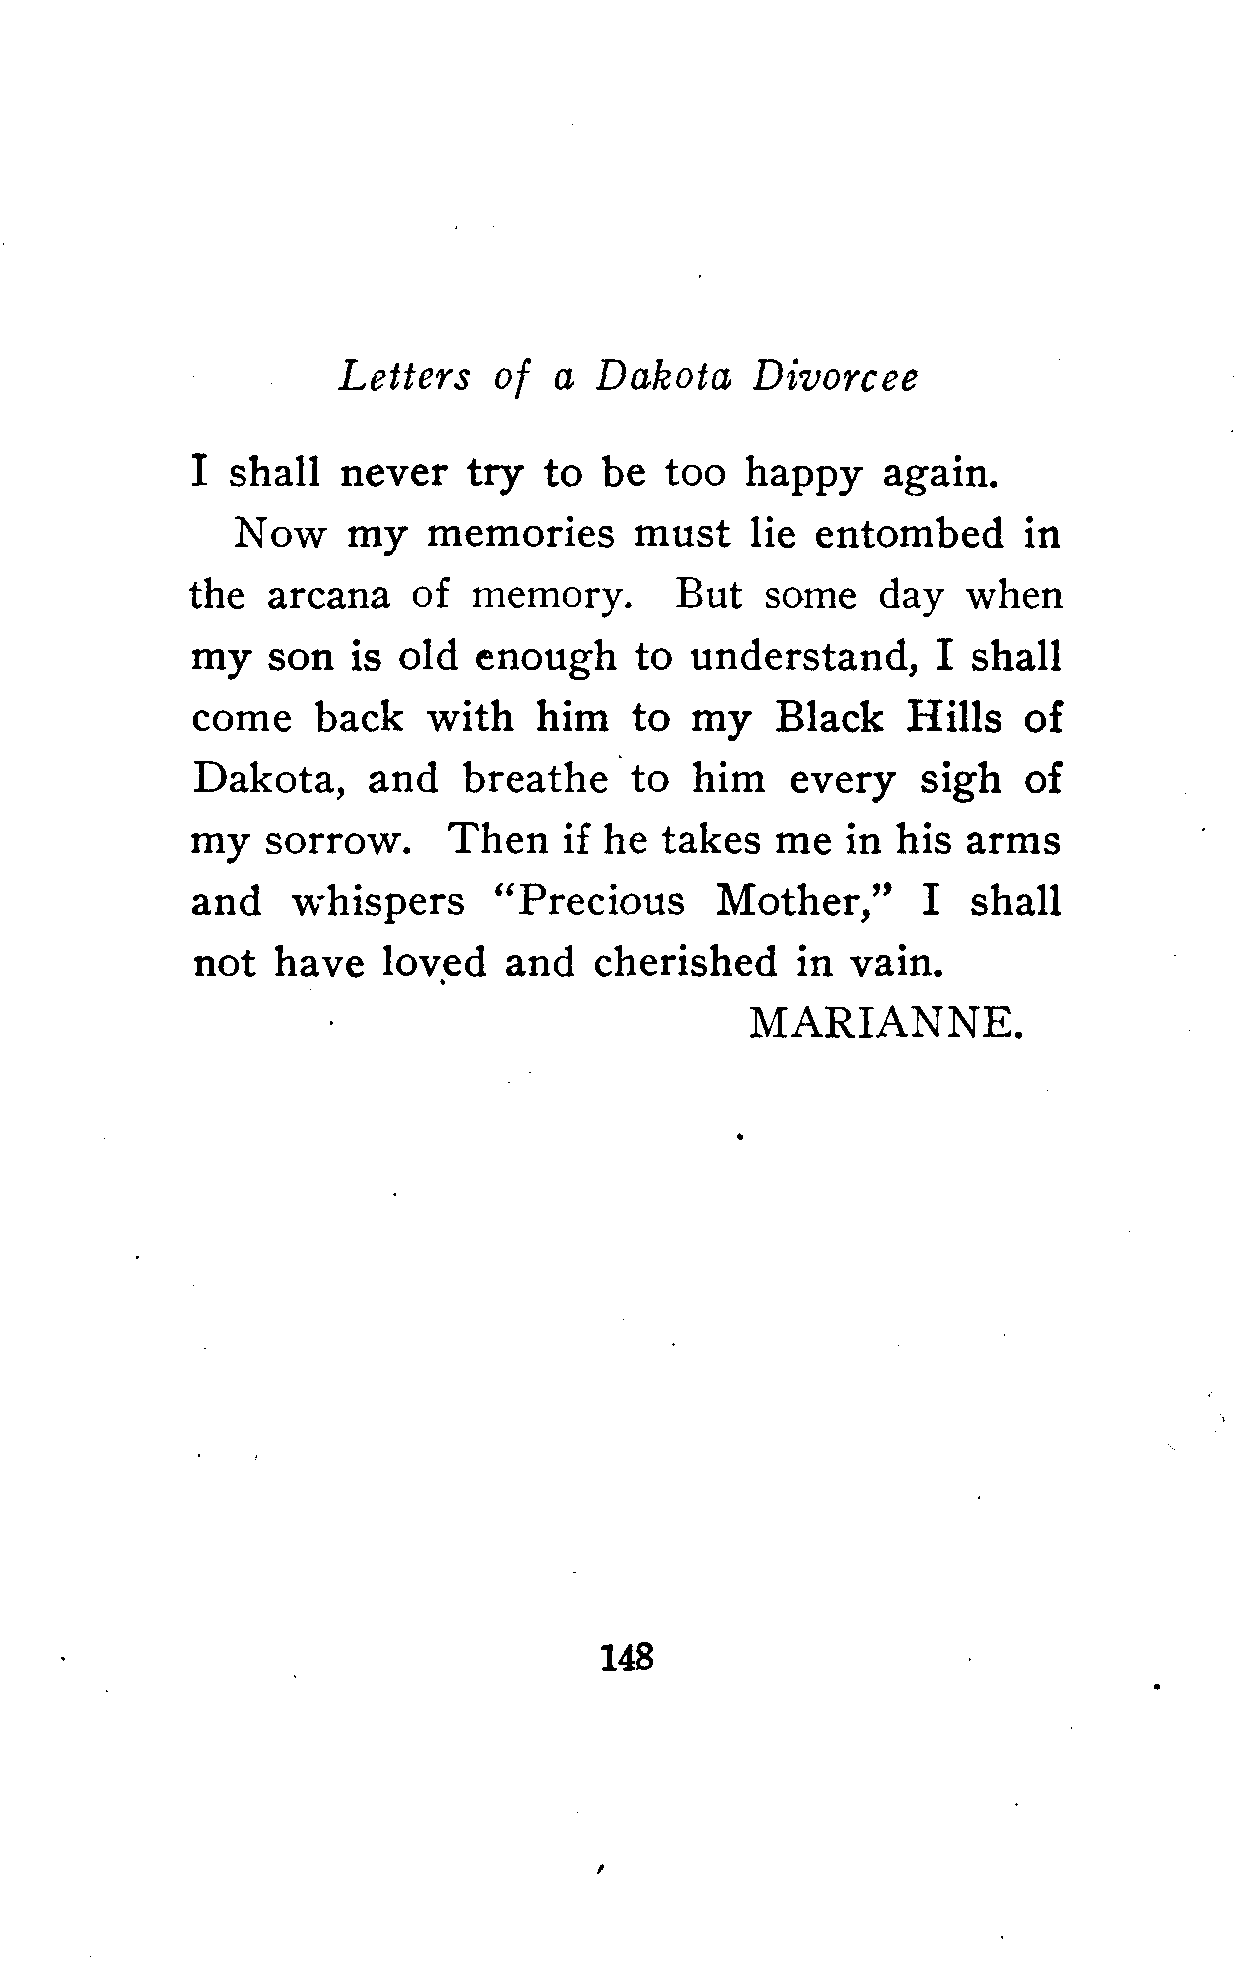 Letters of a Dakota Divorcee
I shall never try to be too happy again.
Now my memories must lie entombed in
the arcana of memory. But some day when
my son is old enough to understand, I shall
come back with him to my Black Hills of
Dakota, and breathe to him every sigh of
my sorrow. Then if he takes me in his arms
and whispers “Precious Mother,” I shall
not have loved and cherished in vain.
MARIANNE.
148